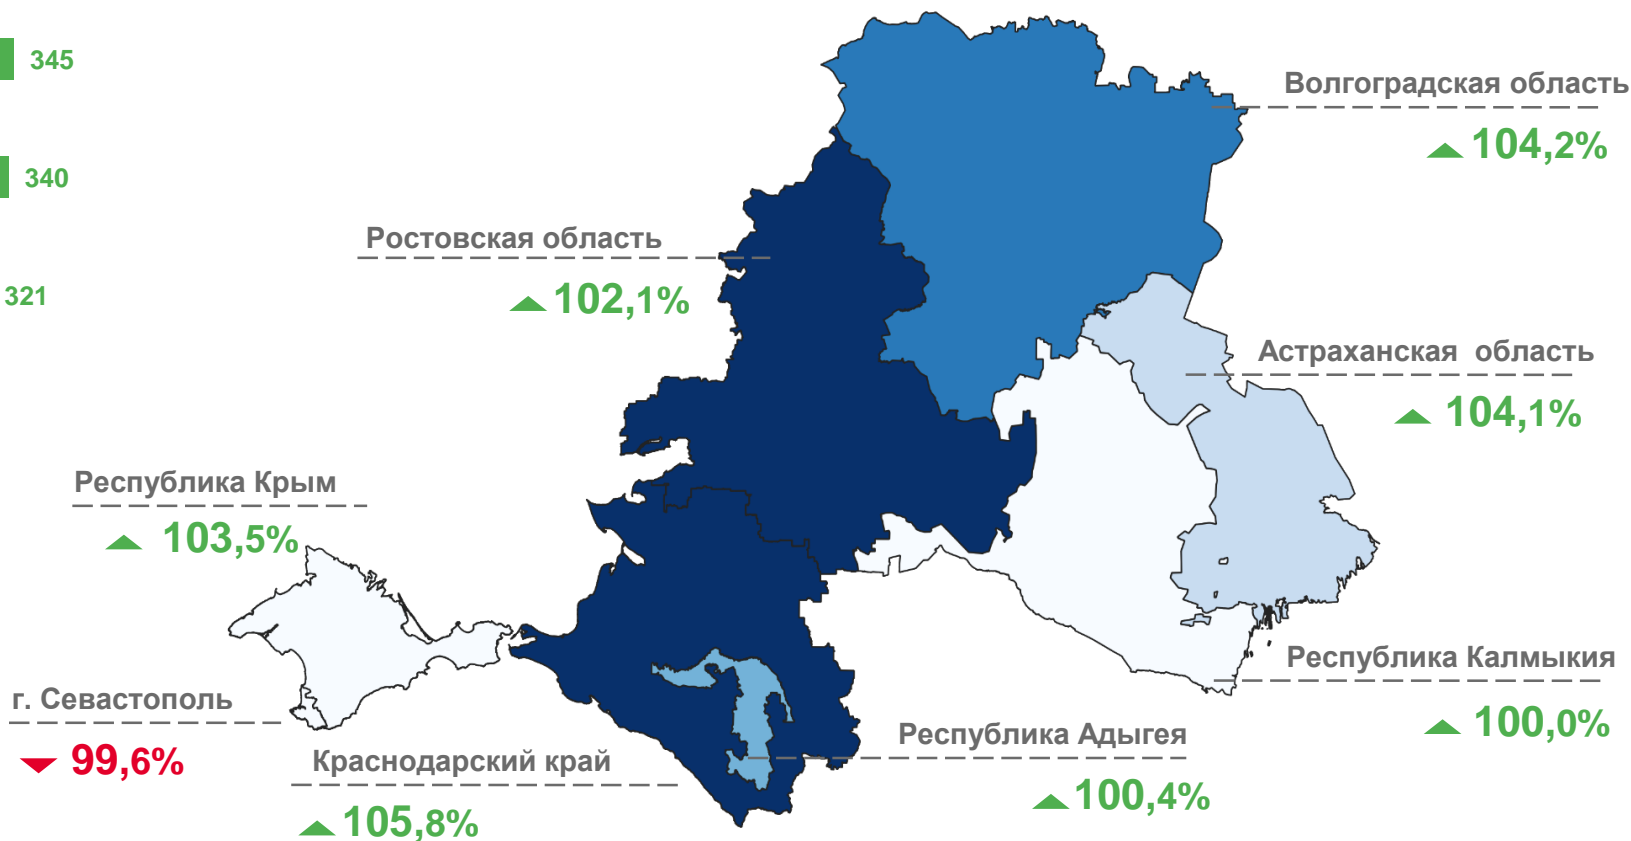 345
340
321
Волгоградская область
104,2%
Ростовская область
102,1%
Астраханская область
104,1%
Республика Крым
103,5%
Республика Калмыкия
100,0%
г. Севастополь
99,6%
Республика Адыгея
100,4%
Краснодарский край
105,8%